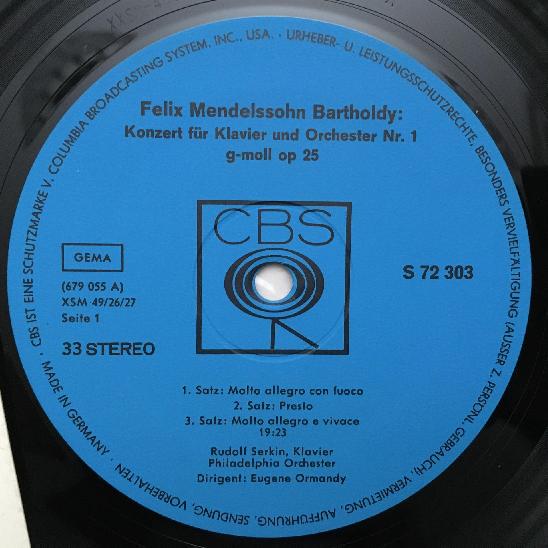 CBS IST EINE SCHUTZMARKE V. COLUMBIA BROADCASTING SYSTEM, INC., USA. · URHEBER- U. LEISTUNGSSCHUTZRECHTE, BESONDERS VERVIELFÄLTIGUNG (AUSSER Z. PERSÖNL. GEBRAUCH), VERMIETUNG, AUFFÜHRUNG, SENDUNG, VORBEHALTEN · MADE IN GERMANY ·
Felix Mendelssohn Bartholdy:
Konzert für Klavier und Orchester Nr. 1
g-moll op 25
CBS
GEMA
(679 055 A)
XSM 49/26/27
Seite 1
33 STEREO
S 72 303
1. Satz: Molto allegro con fuoco
2. Satz: Presto
3. Satz: Molto allegro e vivace
19:23
Rudolf Serkin, Klavier
Philadelphia Orchester
Dirigent: Eugene Ormandy